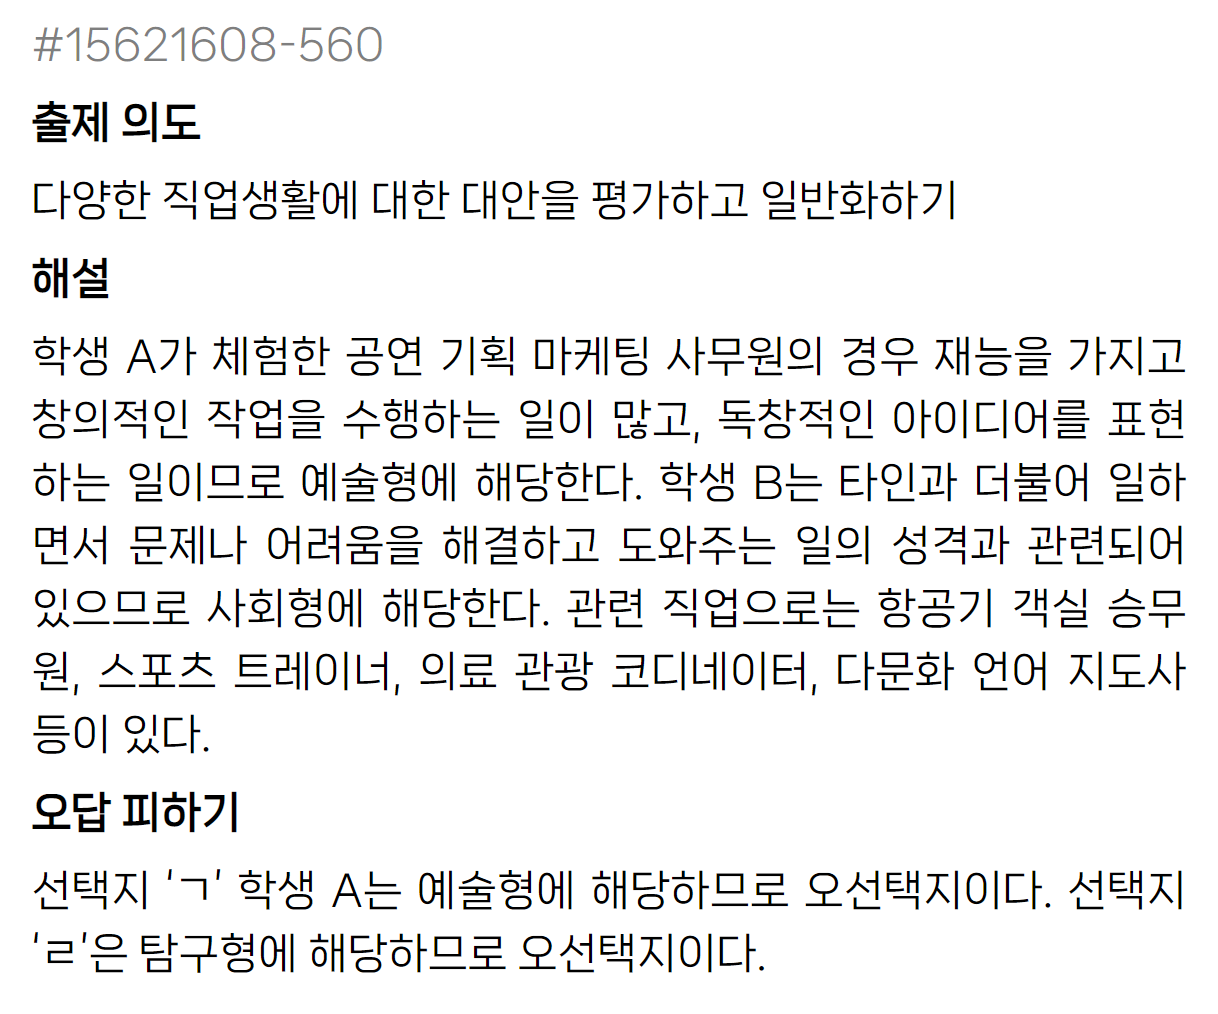 #15621608-560
출제 의도
다양한 직업생활에 대한 대안을 평가하고 일반화하기
해설
학생 A가 체험한 공연 기획 마케팅 사무원의 경우 재능을 가지고
창의적인 작업을 수행하는 일이 많고, 독창적인 아이디어를 표현
하는 일이므로 예술형에 해당한다. 학생 B는 타인과 더불어 일하
면서 문제나 어려움을 해결하고 도와주는 일의 성격과 관련되어
있으므로 사회형에 해당한다. 관련 직업으로는 항공기 객실 승무
원, 스포츠 트레이너, 의료 관광 코디네이터, 다문화 언어 지도사
등이 있다.
오답 피하기
선택지 ‘ㄱ’ 학생 A는 예술형에 해당하므로 오선택지이다. 선택지
‘ㄹ’은 탐구형에 해당하므로 오선택지이다.